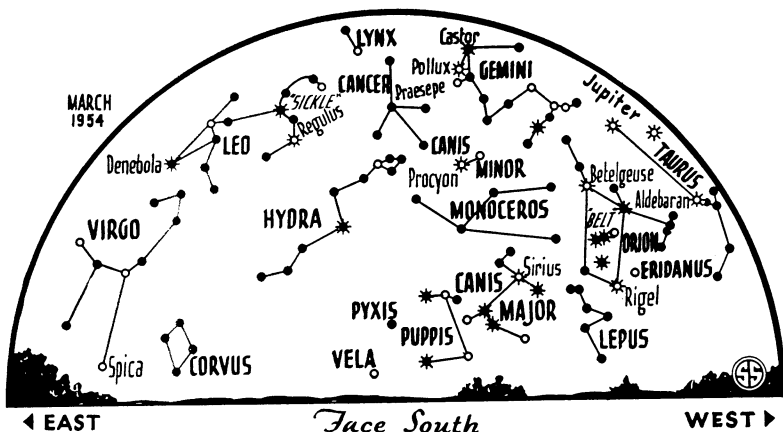 LYNX
Castor
Pollux
GEMINI
CANCER
Praesepe
Jupiter
MARCH
1954
"SICKLE"
Regulus
LEO
CANIS
MINOR
TAURUS
Denebola
Procyon
Betelgeuse
Aldebaran
VIRGO
HYDRA
MONOCEROS
"BELT"
ORION
ERIDANUS
CANIS
MAJOR
Sirius
Rigel
PYXIS
PUPPIS
LEPUS
VELA
Spica
CORVUS
SS
EAST
Face South
WEST